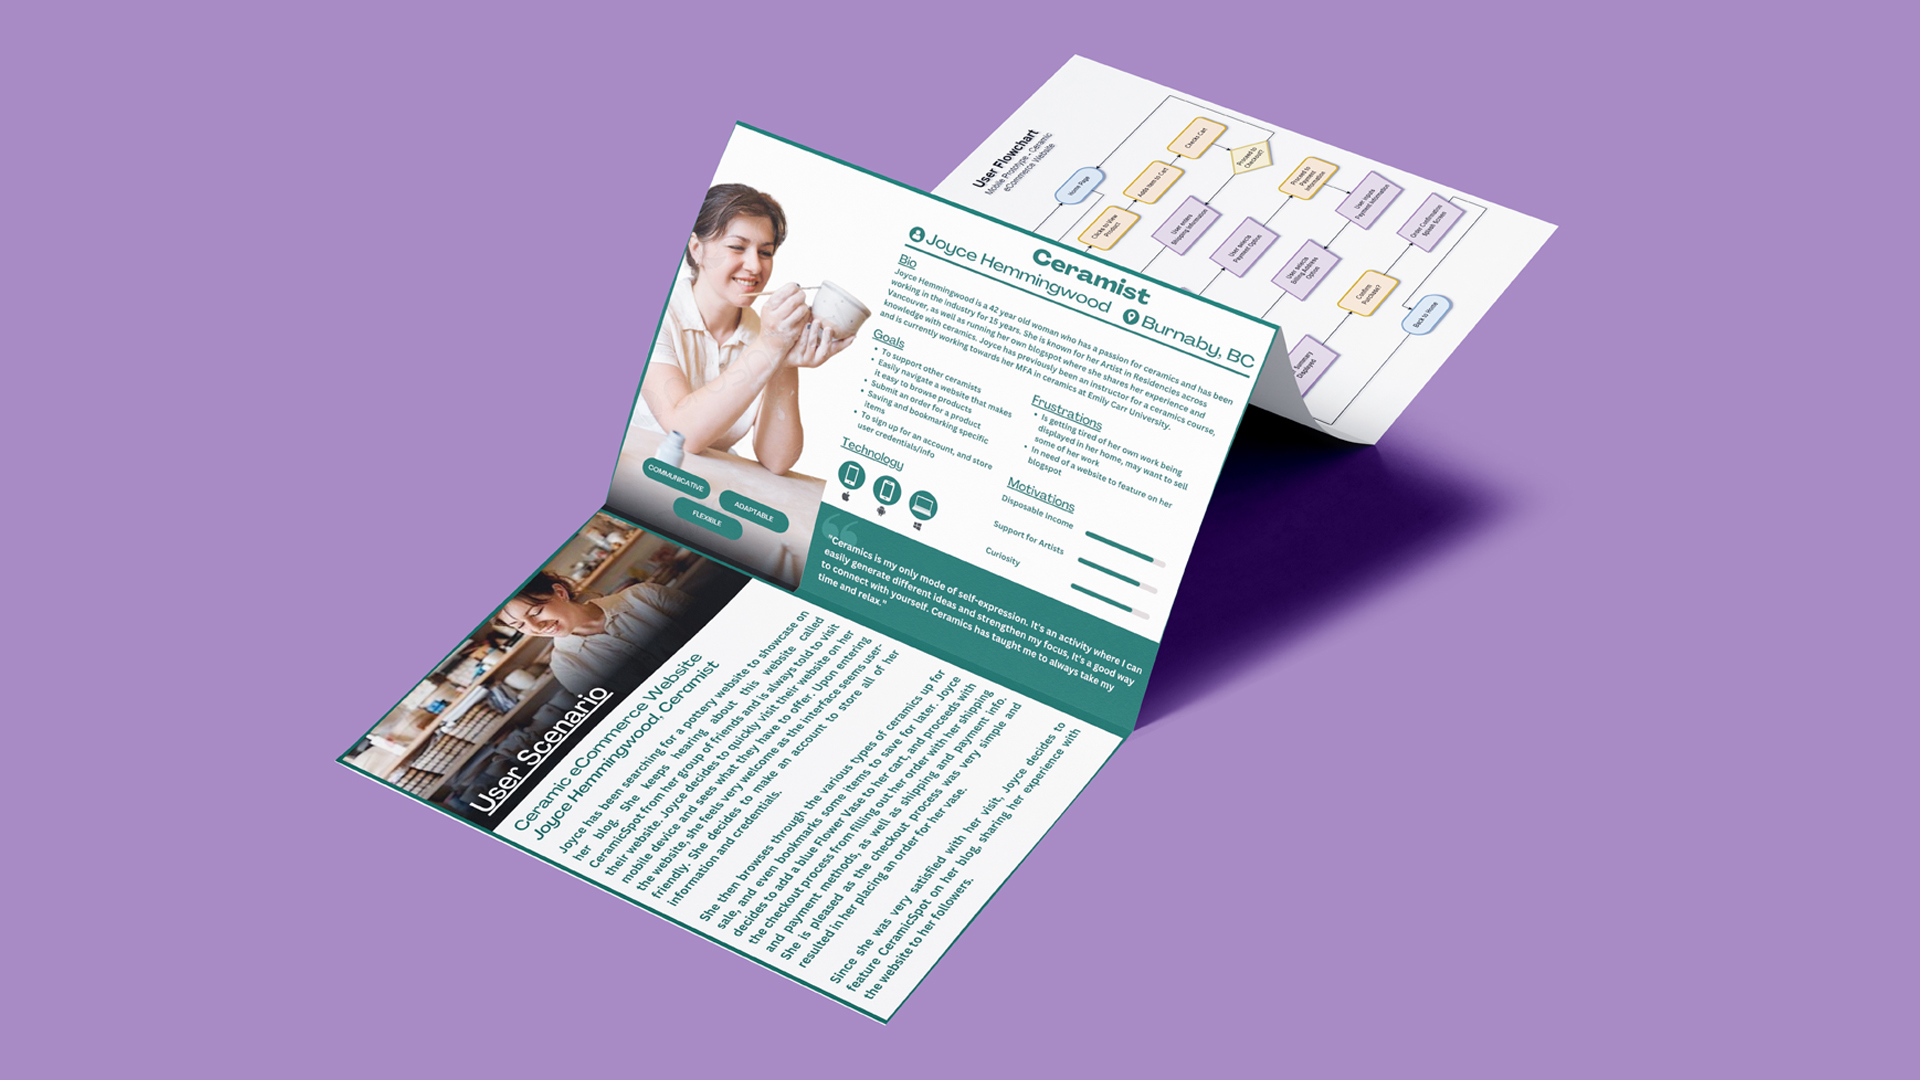 User Flowchart
Mobile Prototype - Ceramic
eCommerce Website
Home Page
Clicks to View
Product
Adds Item to Cart
Checks Cart
Proceed to
Checkout?
User enters
Shipping Information
User selects
Payment Option
Proceed to
Payment
Information
User inputs
Payment Information
User selects
Billing Address
Option
Order Confirmation
Splash Screen
Confirm
Purchase?
Back to Home
Summary
Displayed
Ceramist
Joyce Hemmingwood
Burnaby, BC
Bio
Joyce Hemmingwood is a 42 year old woman who has a passion for ceramics and has been
working in the industry for 15 years. She is known for her Artist in Residencies across
Vancouver, as well as running her own blogspot where she shares her experience and
knowledge with ceramics. Joyce has previously been an instructor for a ceramics course,
and is currently working towards her MFA in ceramics at Emily Carr University.
Goals
• To support other ceramists
• Easily navigate a website that makes
it easy to browse products
• Submit an order for a product
• Saving and bookmarking specific
items
• To sign up for an account, and store
user credentials/info
Frustrations
• Is getting tired of her own work being
displayed in her home, may want to sell
some of her work
• In need of a website to feature on her
blogspot
Technology
Motivations
Disposable Income
Support for Artists
Curiosity
COMMUNICATIVE
ADAPTABLE
FLEXIBLE
"Ceramics is my only mode of self-expression. It's an activity where I can
easily generate different ideas and strengthen my focus, It's a good way
to connect with yourself. Ceramics has taught me to always take my
time and relax."
User Scenario
Ceramic eCommerce Website
Joyce Hemmingwood, Ceramist
Joyce has been searching for a pottery website to showcase on
her blog. She keeps hearing about this website called
CeramicSpot from her group of friends and is always told to visit
their website. Joyce decides to quickly visit their website on her
mobile device and sees what they have to offer. Upon entering
the website, she feels very welcome as the interface seems user-
friendly. She decides to make an account to store all of her
information and credentials.
She then browses through the various types of ceramics up for
sale, and even bookmarks some items to save for later. Joyce
decides to add a blue Flower Vase to her cart, and proceeds with
the checkout process from filling out her order with her shipping
and payment methods, as well as shipping and payment info.
She is pleased as the checkout process was very simple and
resulted in her placing an order for her vase.
Since she was very satisfied with her visit, Joyce decides to
feature CeramicSpot on her blog, sharing her experience with
the website to her followers.